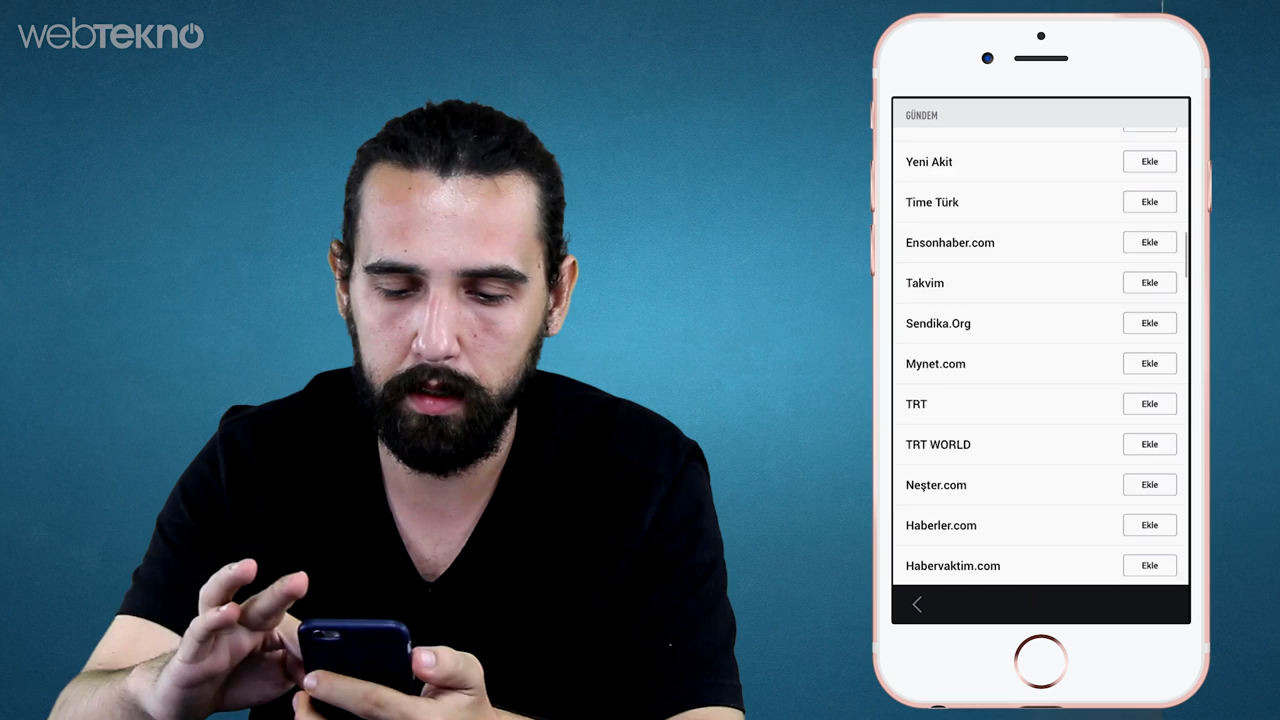 webTEKNO
GÜNDEM
Yeni Akit Ekle
Time Türk Ekle
Ensonhaber.com Ekle
Takvim Ekle
Sendika.Org Ekle
Mynet.com Ekle
TRT Ekle
TRT WORLD Ekle
Neşter.com Ekle
Haberler.com Ekle
Habervaktim.com Ekle